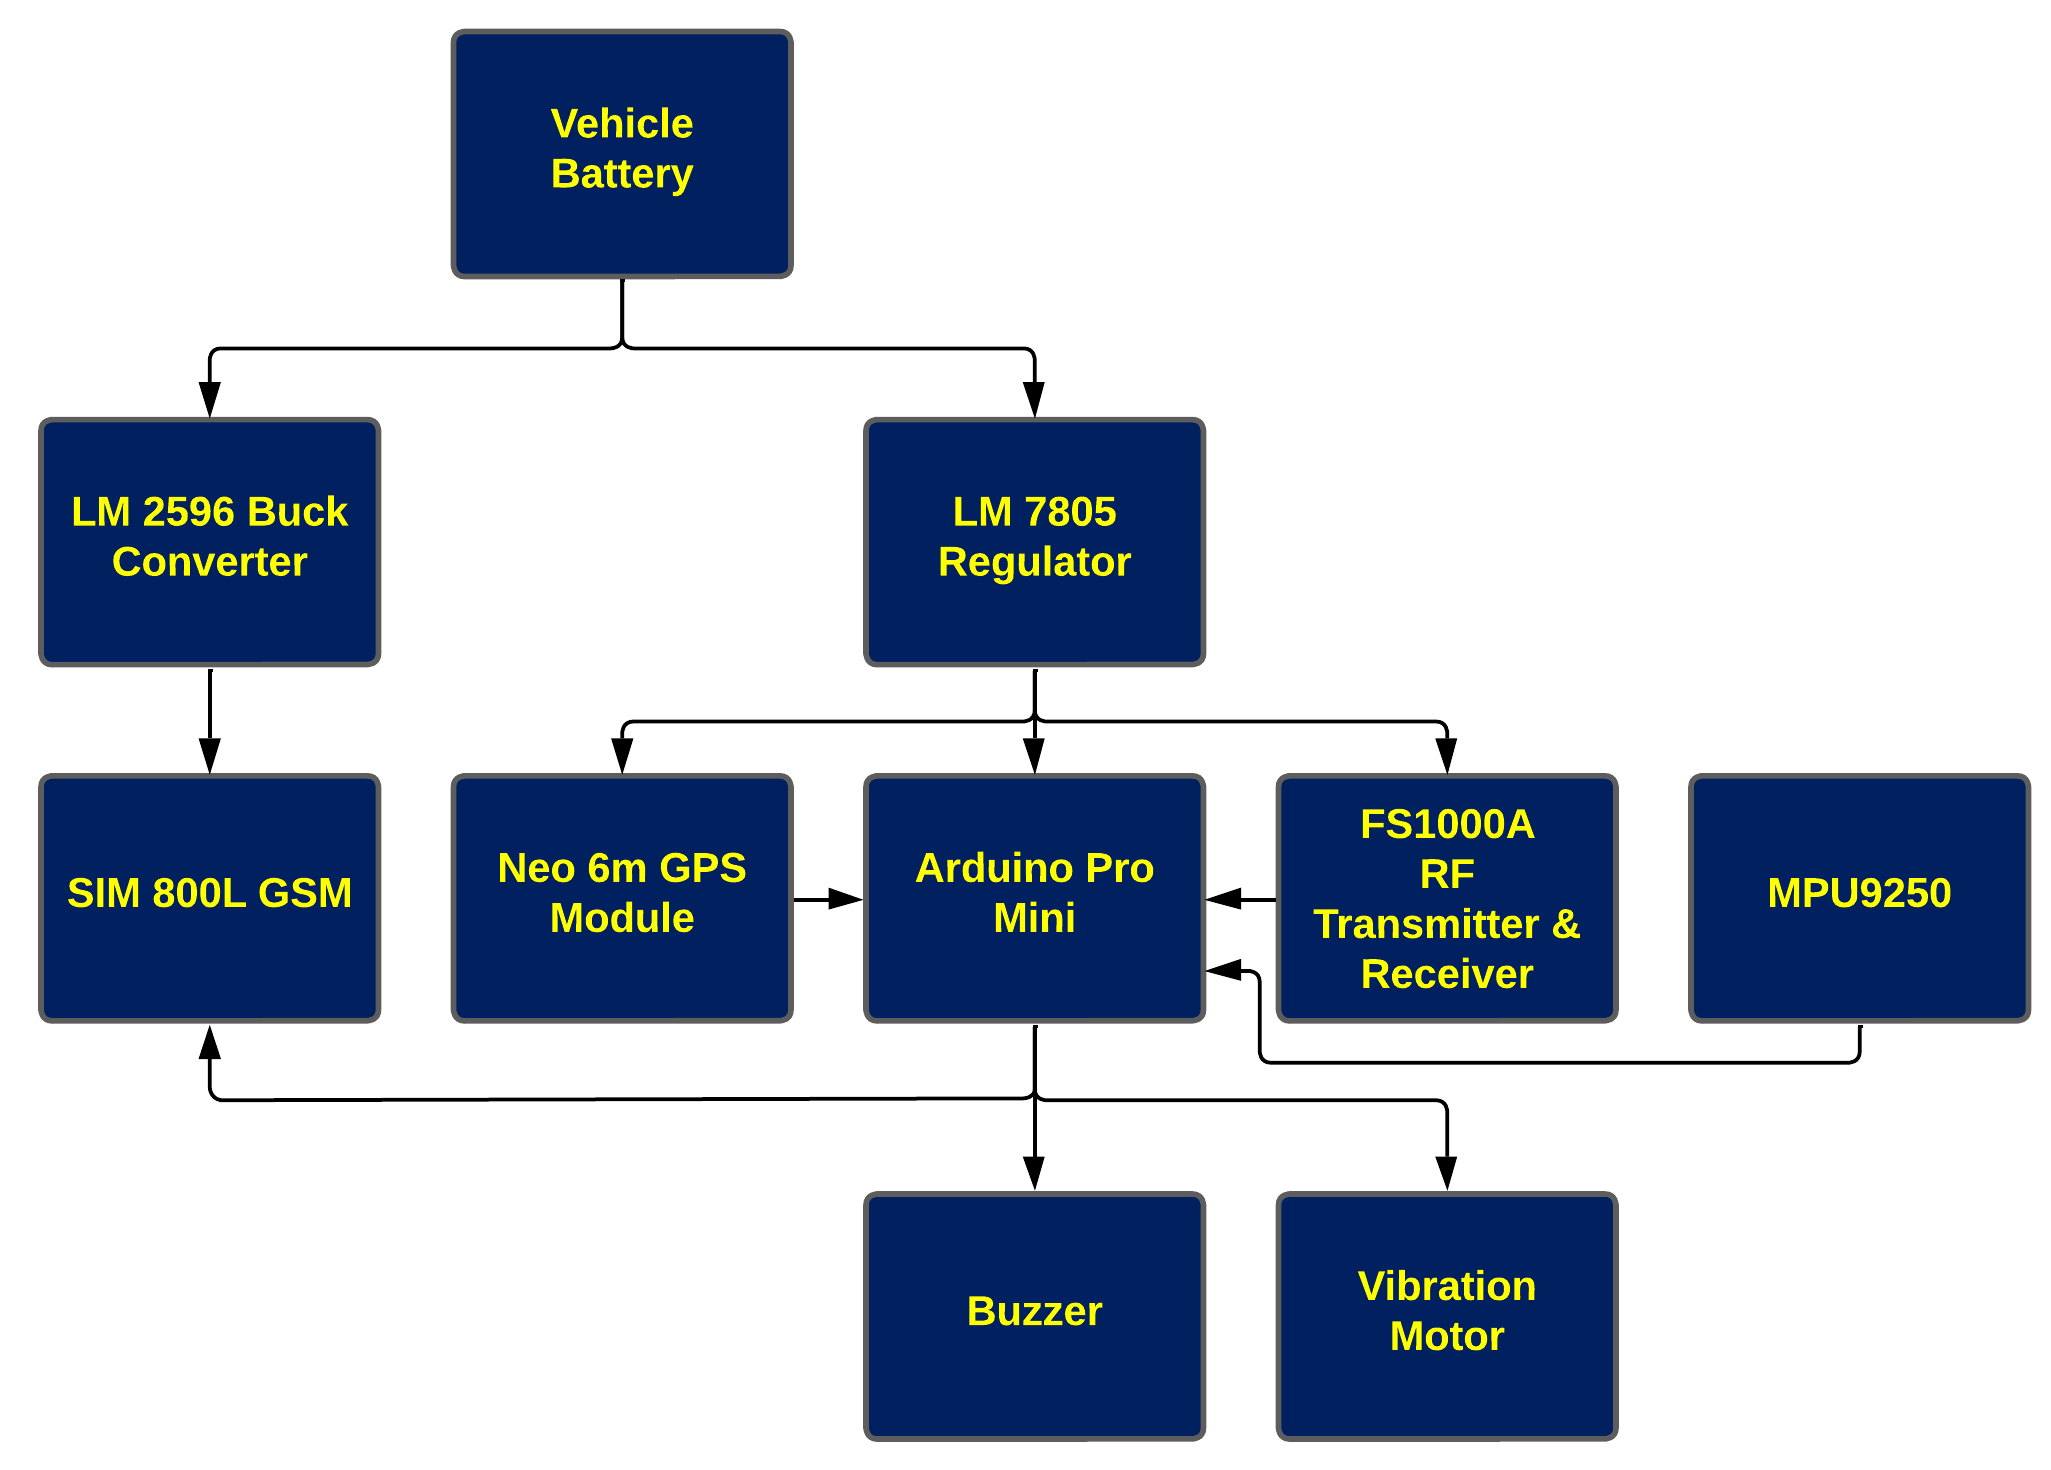 Vehicle
Battery
LM 2596 Buck
Converter
LM 7805
Regulator
SIM 800L GSM
Neo 6m GPS
Module
Arduino Pro
Mini
FS1000A
RF
Transmitter &
Receiver
MPU9250
Buzzer
Vibration
Motor